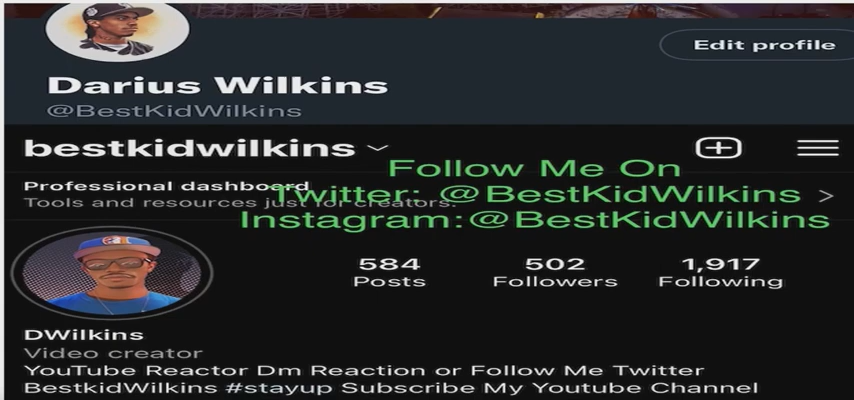 Edit profile
Darius Wilkins
@BestKidWilkins
bestkidwilkins
Follow Me On
Professional dashboard
Twitter: @BestKidWilkins
Tools and resources just for creators.
Instagram:@BestKidWilkins
584 502 1,917
Posts Followers Following
DWilkins
Video creator
YouTube Reactor Dm Reaction or Follow Me Twitter
BestkidWilkins #stayup Subscribe My Youtube Channel